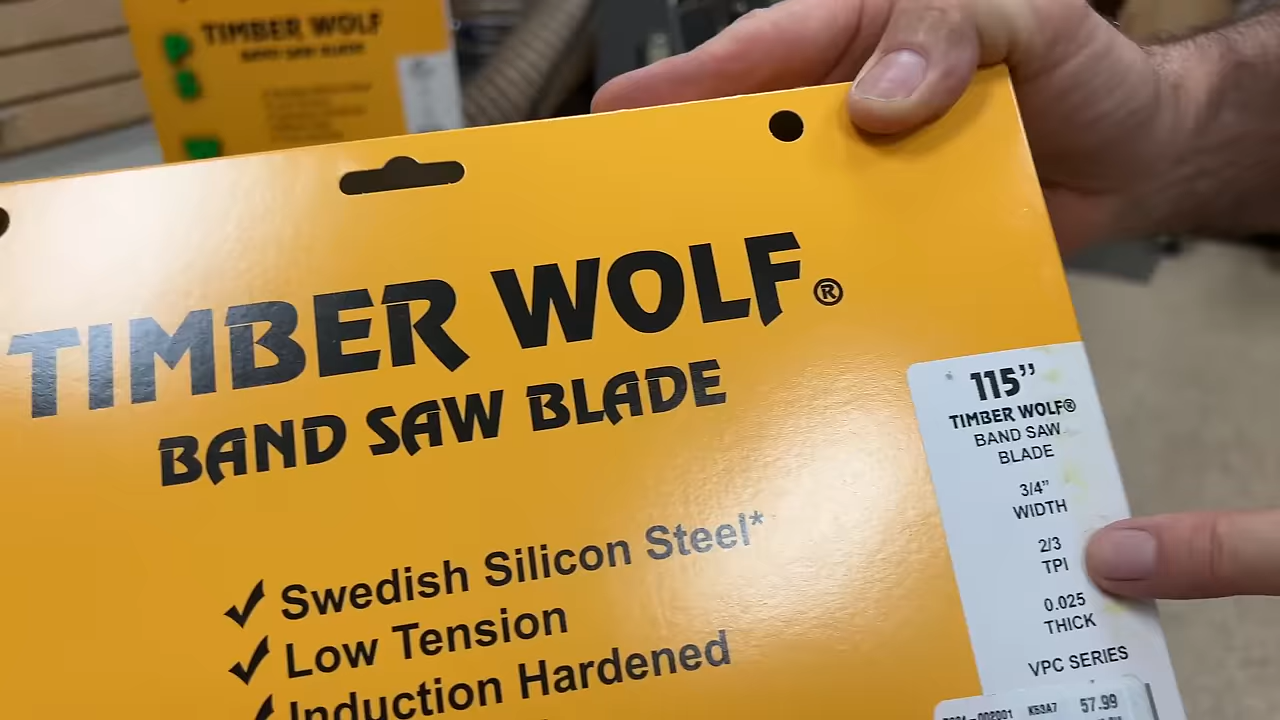 TIMBER WOLF
BAND SAW BLADE
TIMBER WOLF®
BAND SAW BLADE
✓ Swedish Silicon Steel*
✓ Low Tension
✓ Induction Hardened
115”
TIMBER WOLF®
BAND SAW
BLADE
3/4"
WIDTH
2/3
TPI
0.025
THICK
VPC SERIES
K53A7 57.99